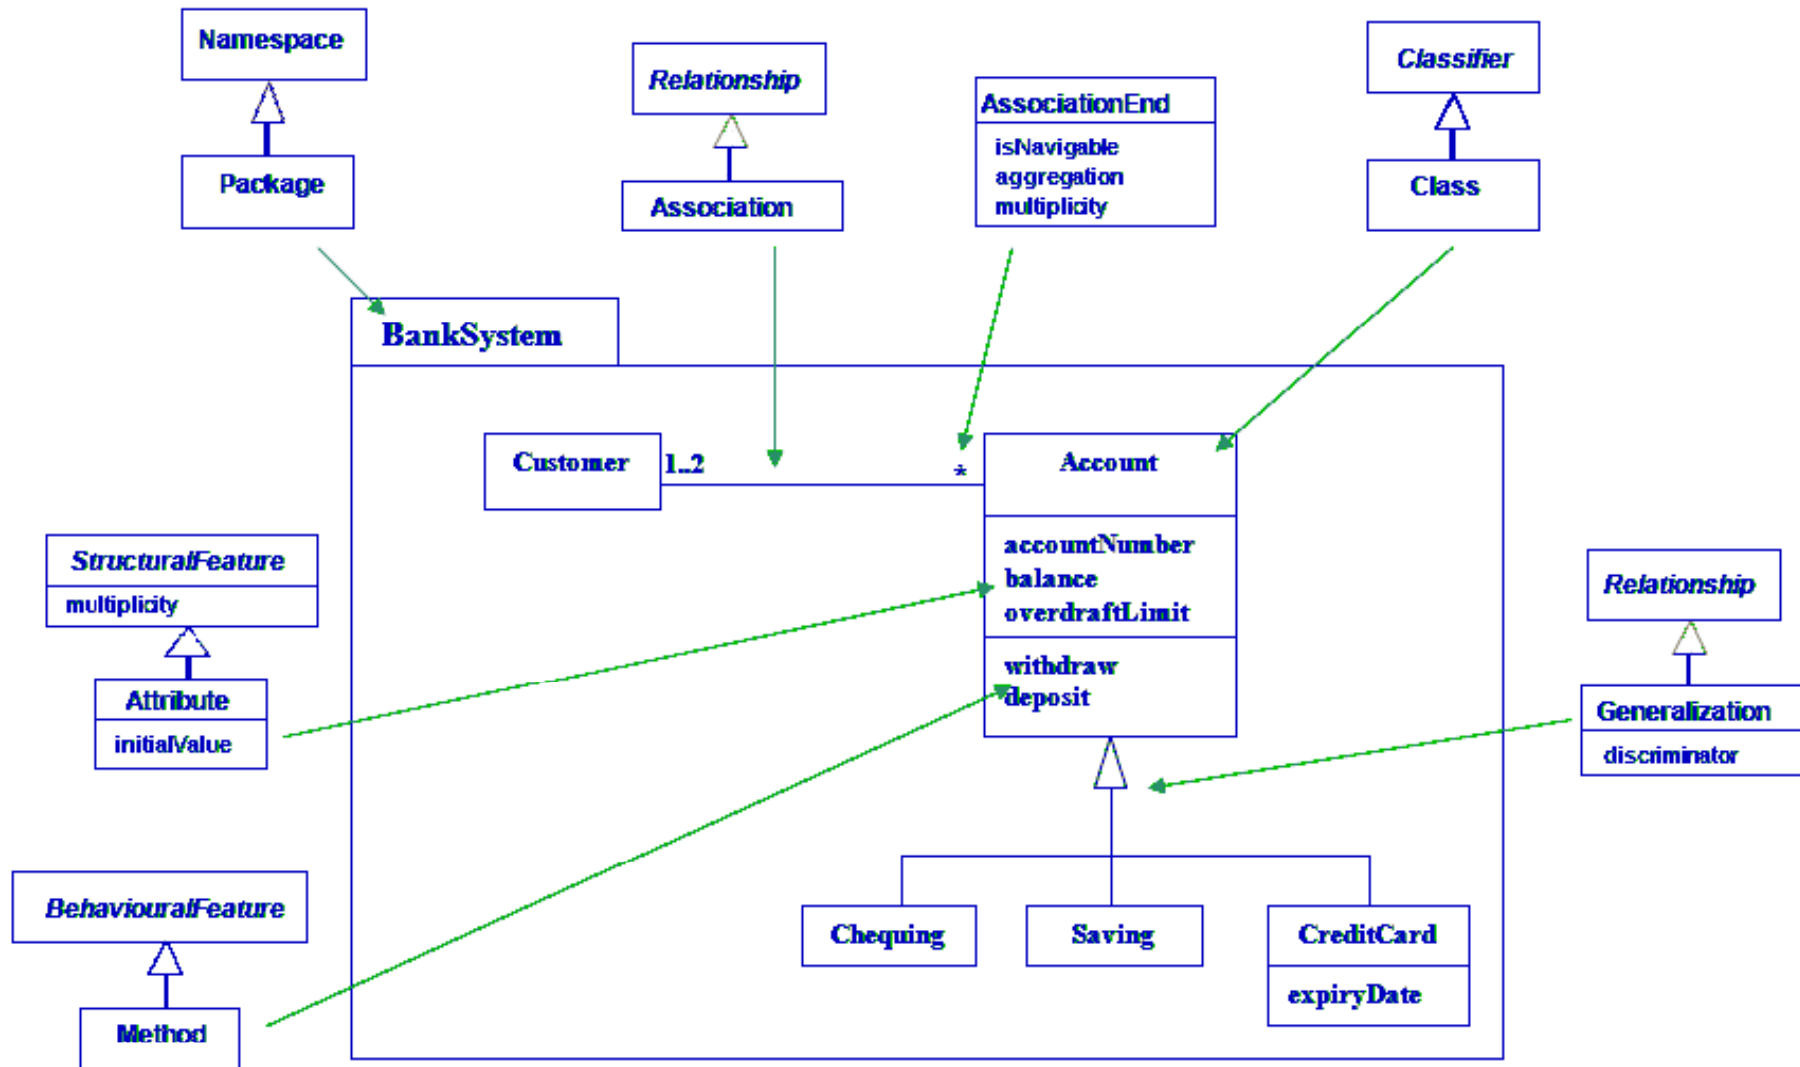 Namespace
Package
Relationship
Association
AssociationEnd
isNavigable
aggregation
multiplicity
Classifier
Class
BankSystem
Customer
1..2
*
Account
accountNumber
balance
overdraftLimit
withdraw
deposit
StructuralFeature
multiplicity
Attribute
initialValue
Relationship
Generalization
discriminator
BehaviouralFeature
Method
Chequing
Saving
CreditCard
expiryDate